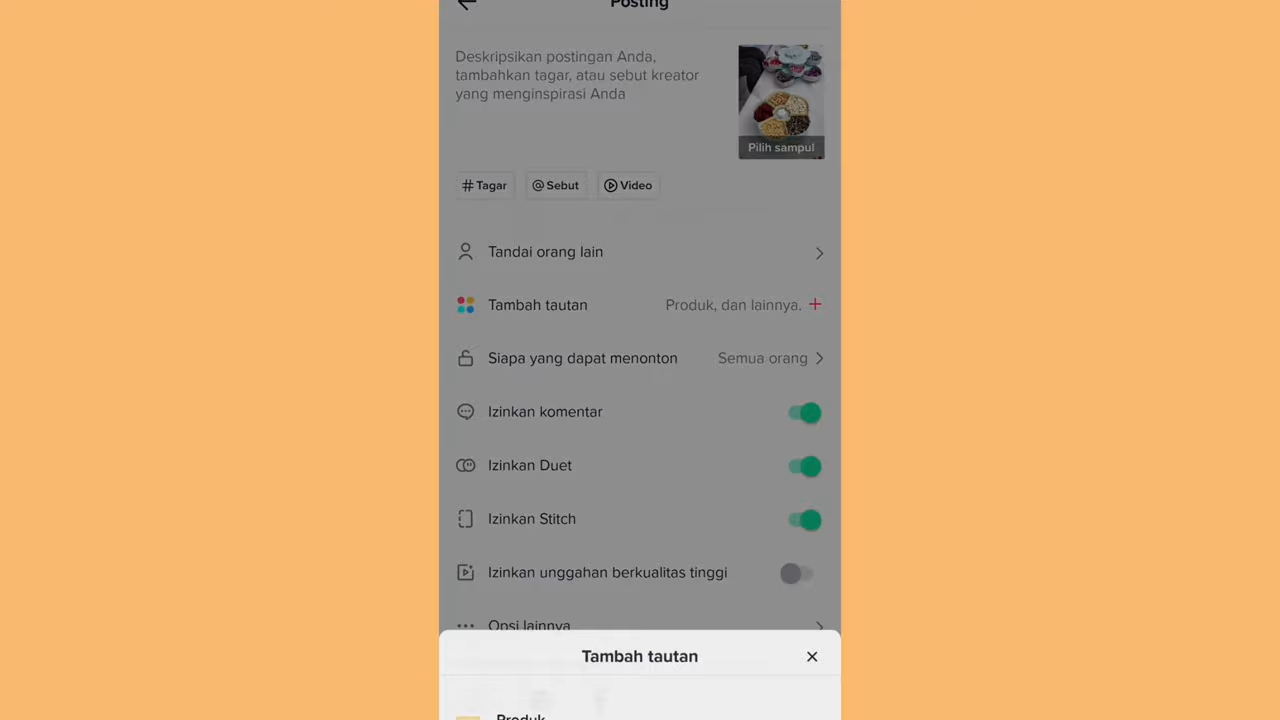 Posting
Deskripsikan postingan Anda,
tambahkan tagar, atau sebut kreator
yang menginspirasi Anda
Pilih sampul
# Tagar @ Sebut Video
Tandai orang lain
Tambah tautan Produk, dan lainnya. +
Siapa yang dapat menonton Semua orang
Izinkan komentar
Izinkan Duet
Izinkan Stitch
Izinkan unggahan berkualitas tinggi
Opsi lainnya
Tambah tautan
Produk